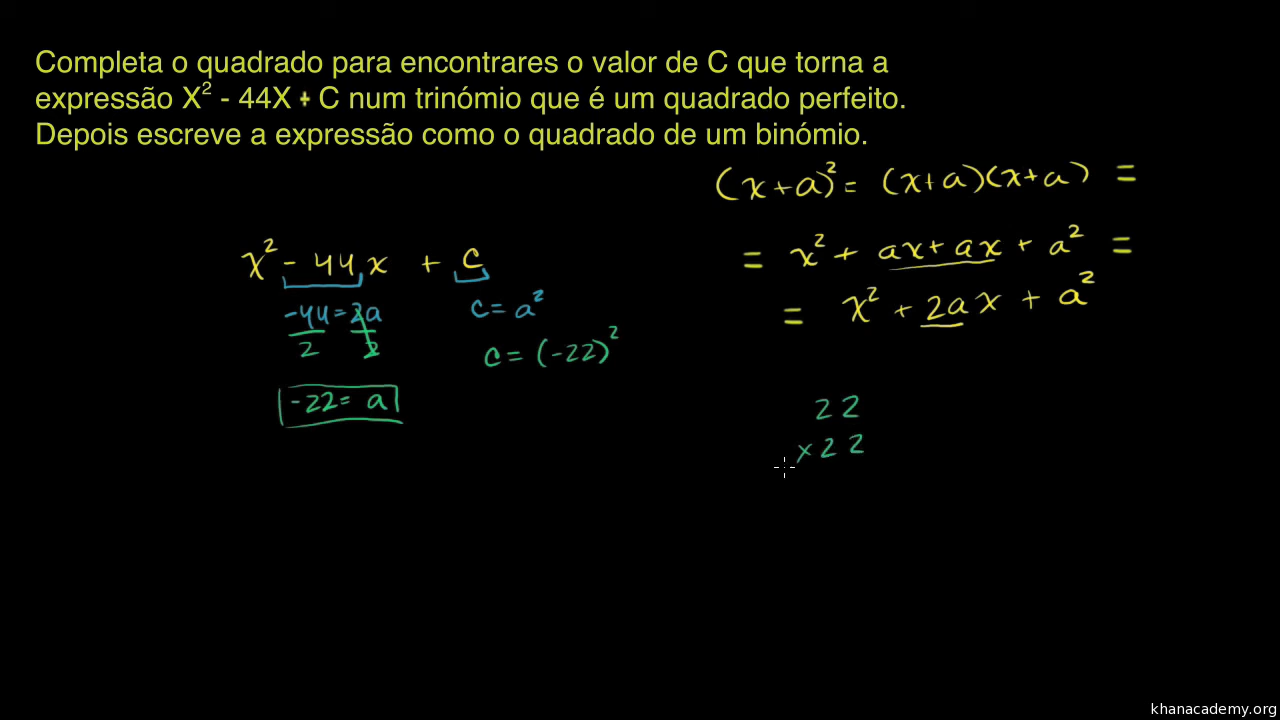 Completa o quadrado para encontrares o valor de C que torna a
expressão X² - 44X + C num trinómio que é um quadrado perfeito.
Depois escreve a expressão como o quadrado de um binómio.
(x+a)² = (x+a)(x+a) =
= x² + ax + ax + a² =
= x² + 2ax + a²
x² - 44x + c
-44 = 2a
2 2
-22 = a
c = a²
c = (-22)²
22
x22
khanacademy.org